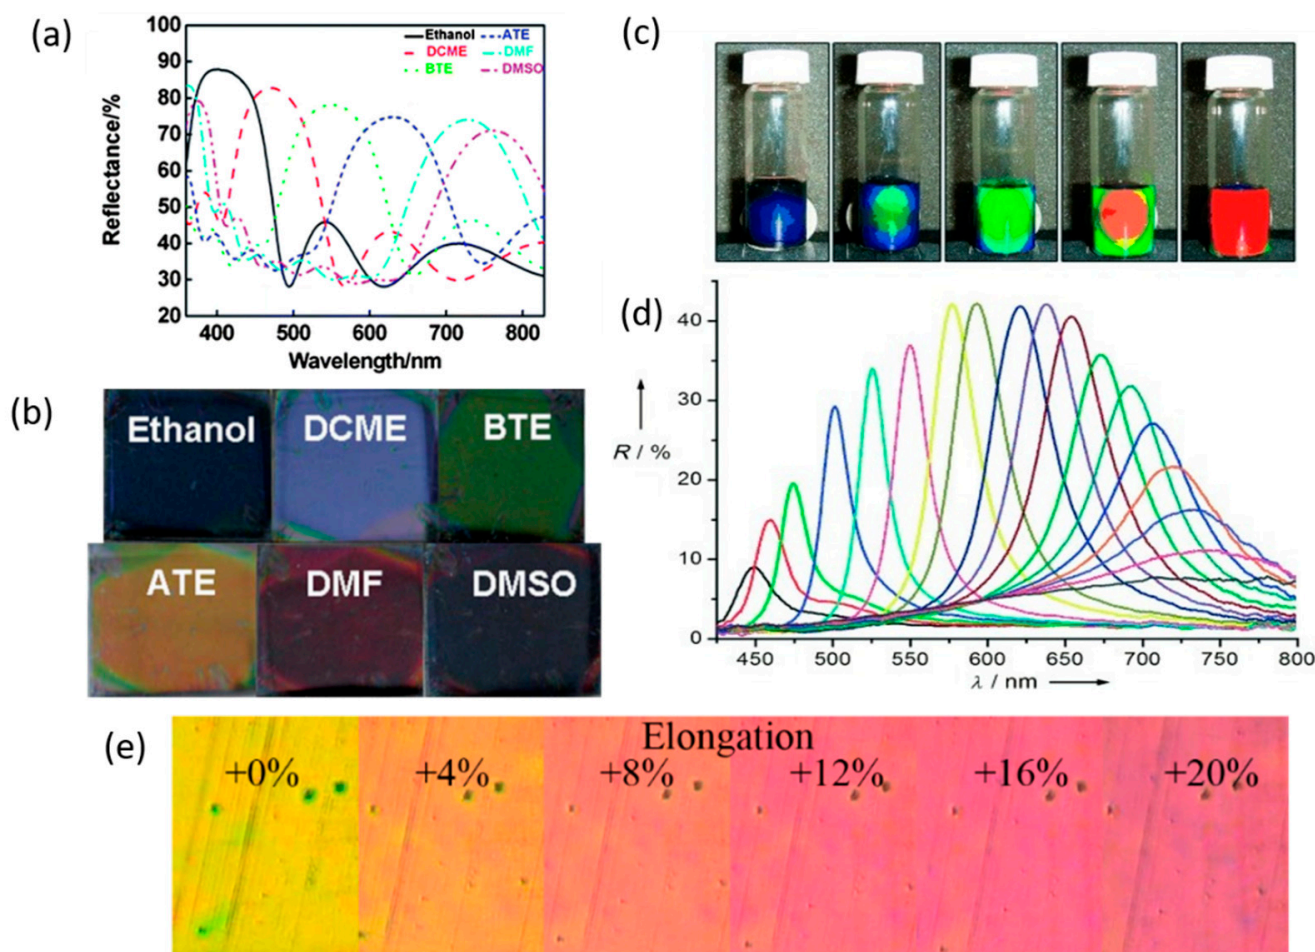 (a)
100
90
80
70
60
50
40
30
20
Reflectance/%
Ethanol
ATE
DCME
DMF
BTE
DMSO
400
500
600
700
800
Wavelength/nm
(b)
Ethanol
DCME
BTE
ATE
DMF
DMSO
(c)
(d)
40
30
20
10
0
R / %
450
500
550
600
650
700
750
800
λ / nm
(e)
Elongation
+0%
+4%
+8%
+12%
+16%
+20%